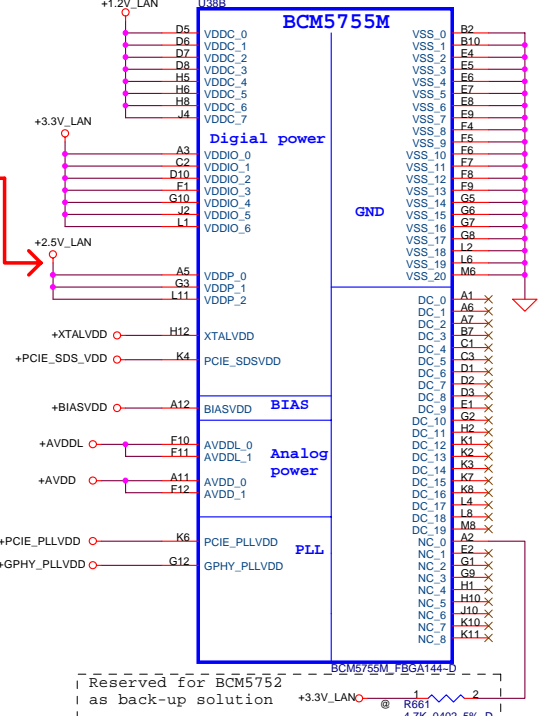 +1.2V_LAN
U38B
BCM5755M
D5 VDDC_0
D6 VDDC_1
D7 VDDC_2
D8 VDDC_3
H5 VDDC_4
H6 VDDC_5
H8 VDDC_6
J4 VDDC_7
+3.3V_LAN
Digial power
A3 VDDIO_0
C2 VDDIO_1
D10 VDDIO_2
F1 VDDIO_3
G10 VDDIO_4
J2 VDDIO_5
L1 VDDIO_6
+2.5V_LAN
A5 VDDP_0
G3 VDDP_1
L11 VDDP_2
+XTALVDD H12 XTALVDD
+PCIE_SDS_VDD K4 PCIE_SDSVDD
+BIASVDD A12 BIASVDD BIAS
+AVDDL F10 AVDDL_0
F11 AVDDL_1
Analog
power
+AVDD A11 AVDD_0
F12 AVDD_1
+PCIE_PLLVDD K6 PCIE_PLLVDD
PLL
+GPHY_PLLVDD G12 GPHY_PLLVDD
VSS_0 B2
VSS_1 B10
VSS_2 E4
VSS_3 E5
VSS_4 E6
VSS_5 E7
VSS_6 E8
VSS_7 E9
VSS_8 F4
VSS_9 F5
VSS_10 F6
VSS_11 F7
VSS_12 F8
VSS_13 F9
VSS_14 G5
VSS_15 G6
VSS_16 G7
VSS_17 G8
VSS_18 L2
VSS_19 L6
VSS_20 M6
GND
DC_0 A1
DC_1 A6
DC_2 A7
DC_3 B7
DC_4 C1
DC_5 C3
DC_6 D1
DC_7 D2
DC_8 D3
DC_9 E1
DC_10 G2
DC_11 H2
DC_12 K1
DC_13 K2
DC_14 K3
DC_15 K7
DC_16 K8
DC_17 L4
DC_18 L8
DC_19 M8
NC_0 A2
NC_1 E2
NC_2 G1
NC_3 G9
NC_4 H1
NC_5 H10
NC_6 J10
NC_7 K10
NC_8 K11
BCM5755M_FBGA144~D
Reserved for BCM5752
as back-up solution
+3.3V_LAN 1 2
@ R661
4.7K_0402_5%~D